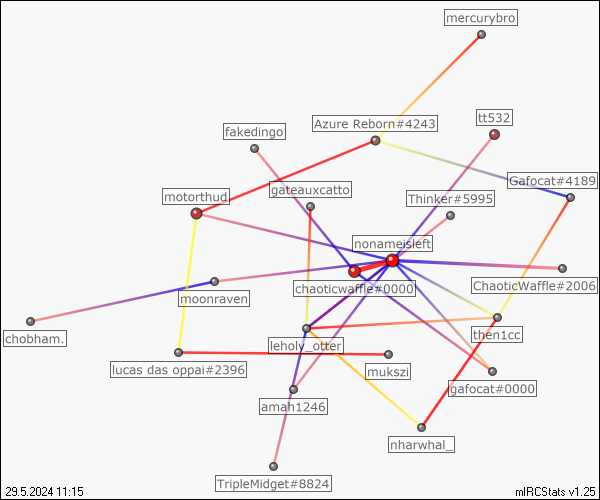 mercurybro
tt532
Azure Reborn#4243
fakedingo
Gafocat#4189
gateauxcatto
motorthud
Thinker#5995
nonameisleft
ChaoticWaffle#2006
chaoticwaffle#0000
moonraven
chobham.
then1cc
leholy_otter
lucas das oppai#2396
mukszi
gafocat#0000
amah1246
nharwhal_
TripleMidget#8824
29.5.2024 11:15
mIRCStats v1.25